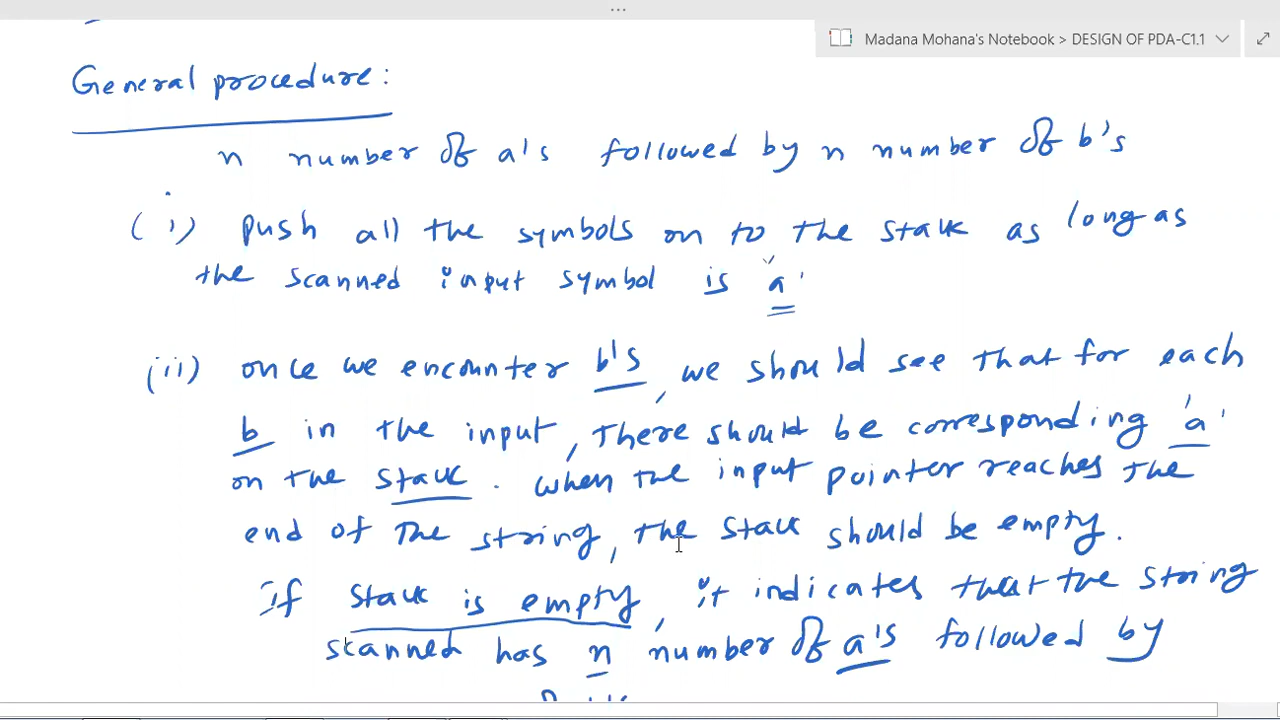 ...
Madana Mohana's Notebook > DESIGN OF PDA-C1.1
General procedure:
n number of a's followed by n number of b's
(i) push all the symbols on to the stack as long as
the scanned input symbol is 'a'
(ii) once we encounter b's, we should see that for each
b in the input, there should be corresponding 'a'
on the stack. when the input pointer reaches the
end of the string, the stack should be empty.
If stack is empty, it indicates that the string
scanned has n number of a's followed by